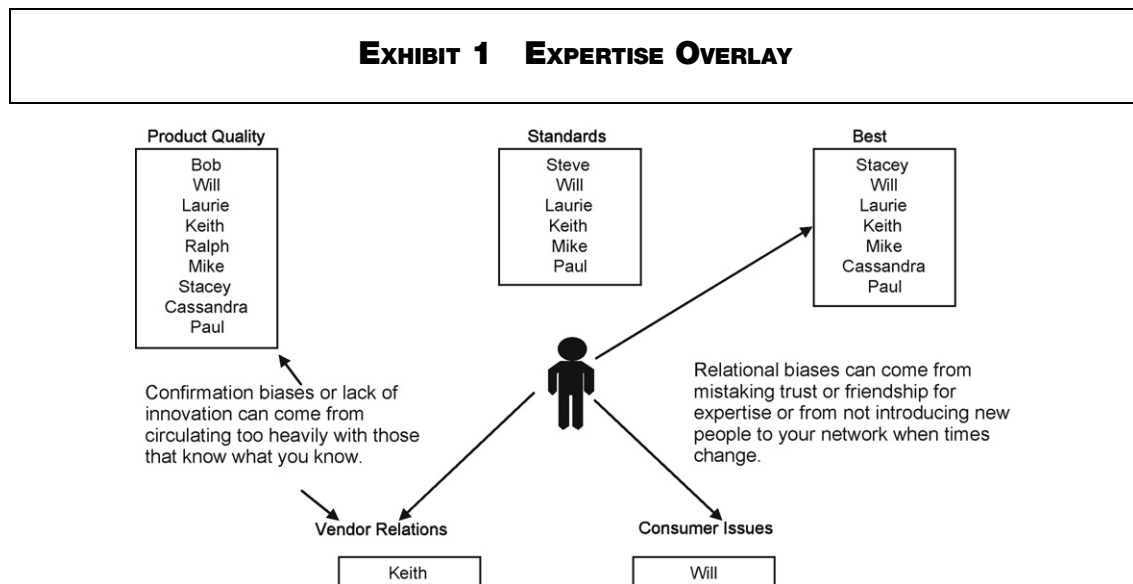 EXHIBIT 1 EXPERTISE OVERLAY
Product Quality
Bob
Will
Laurie
Keith
Ralph
Mike
Stacey
Cassandra
Paul
Standards
Steve
Will
Laurie
Keith
Mike
Paul
Best
Stacey
Will
Laurie
Keith
Mike
Cassandra
Paul
Confirmation biases or lack of
innovation can come from
circulating too heavily with those
that know what you know.
Relational biases can come from
mistaking trust or friendship for
expertise or from not introducing new
people to your network when times
change.
Vendor Relations
Keith
Consumer Issues
Will